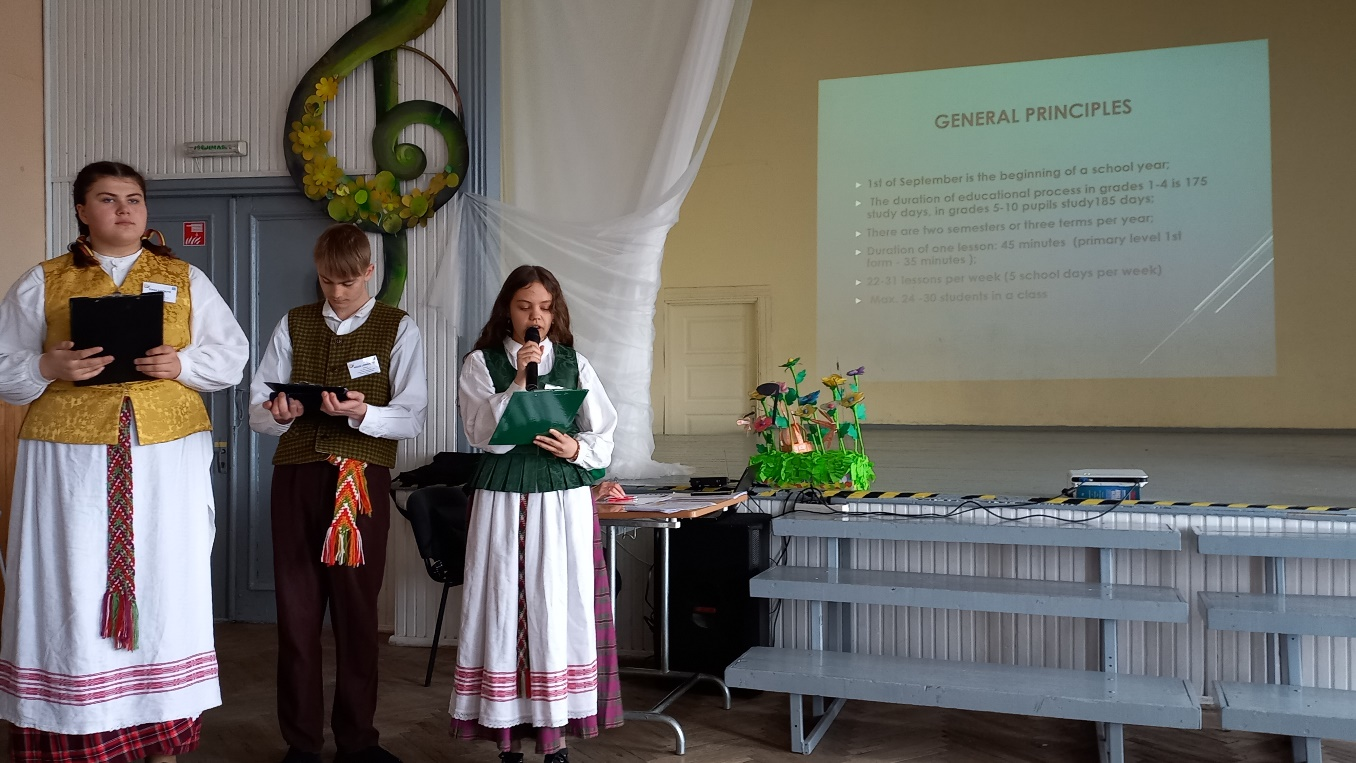 GENERAL PRINCIPLES
1st of September is the beginning of a school year;
The duration of educational process in grades 1-4 is 175
study days, in grades 5-10 pupils study185 days;
There are two semesters or three terms per year;
Duration of one lesson: 45 minutes (primary level 1st
form - 35 minutes );
22-31 lessons per week (5 school days per week)
Max. 24 -30 students in a class